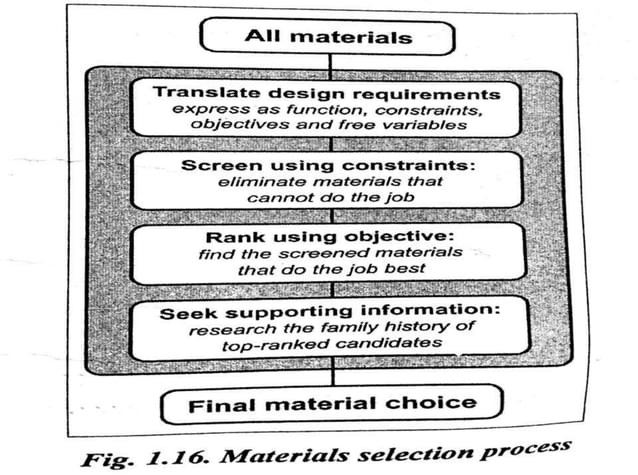 All materials
Translate design requirements
express as function, constraints,
objectives and free variables
Screen using constraints:
eliminate materials that
cannot do the job
Rank using objective:
find the screened materials
that do the job best
Seek supporting information:
research the family history of
top-ranked candidates
Final material choice
Fig. 1.16. Materials selection process